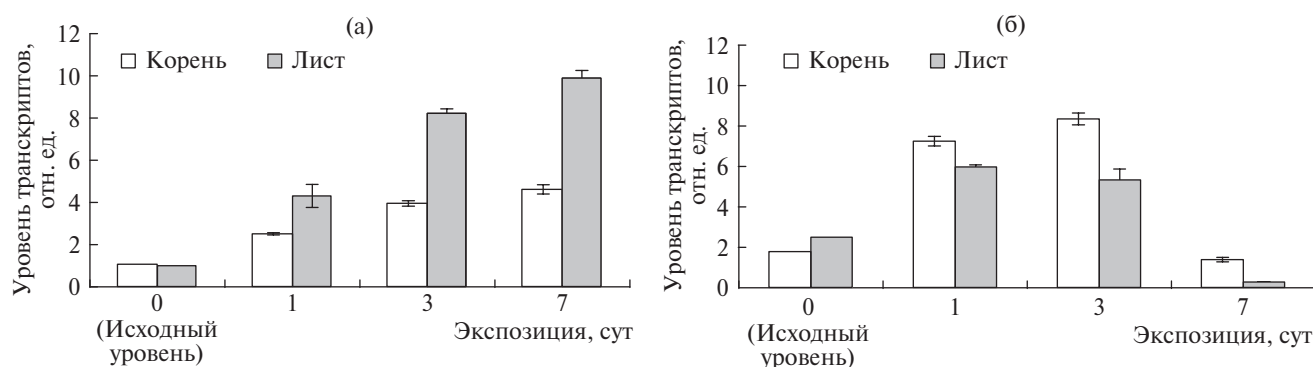 (а)
Уровень транскриптов,
отн. ед.
12
10
8
6
4
2
0
Корень Лист
0 1 3 7
(Исходный
уровень)
Экспозиция, сут
(б)
Уровень транскриптов,
отн. ед.
12
10
8
6
4
2
0
Корень Лист
0 1 3 7
(Исходный
уровень)
Экспозиция, сут